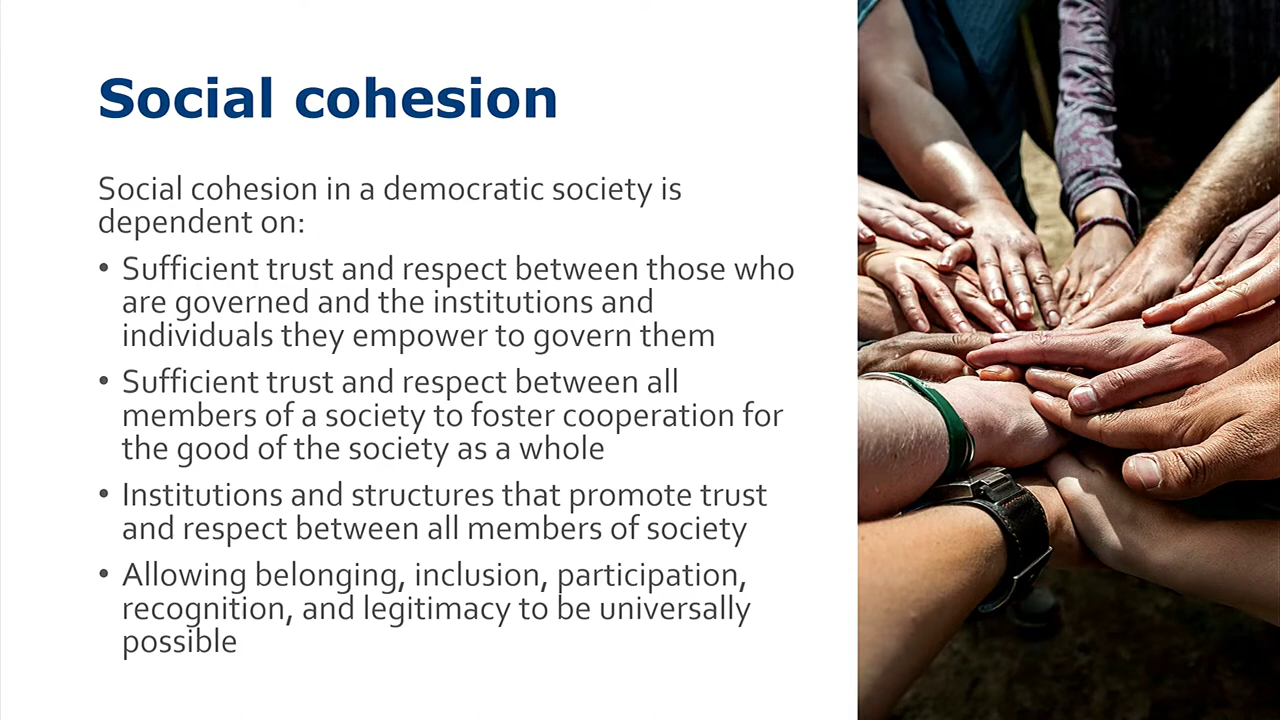 Social cohesion
Social cohesion in a democratic society is
dependent on:
• Sufficient trust and respect between those who
are governed and the institutions and
individuals they empower to govern them
• Sufficient trust and respect between all
members of a society to foster cooperation for
the good of the society as a whole
• Institutions and structures that promote trust
and respect between all members of society
• Allowing belonging, inclusion, participation,
recognition, and legitimacy to be universally
possible